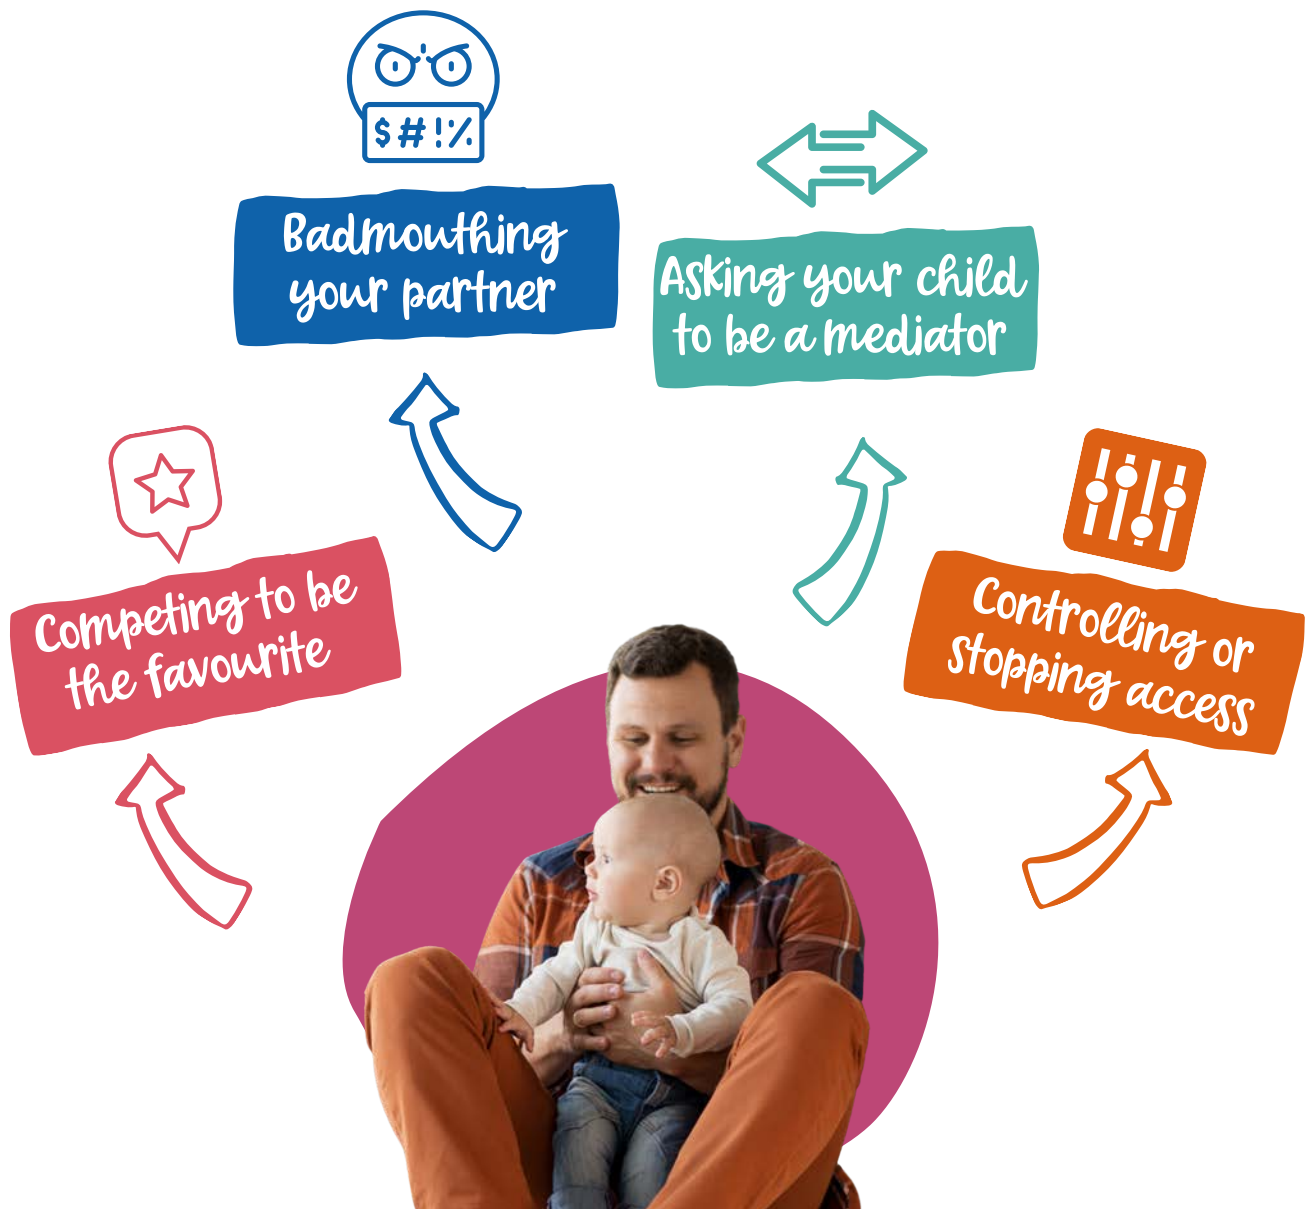 $#!%
Badmouthing
your partner
Asking your child
to be a mediator
Competing to be
the favourite
Controlling or
stopping access